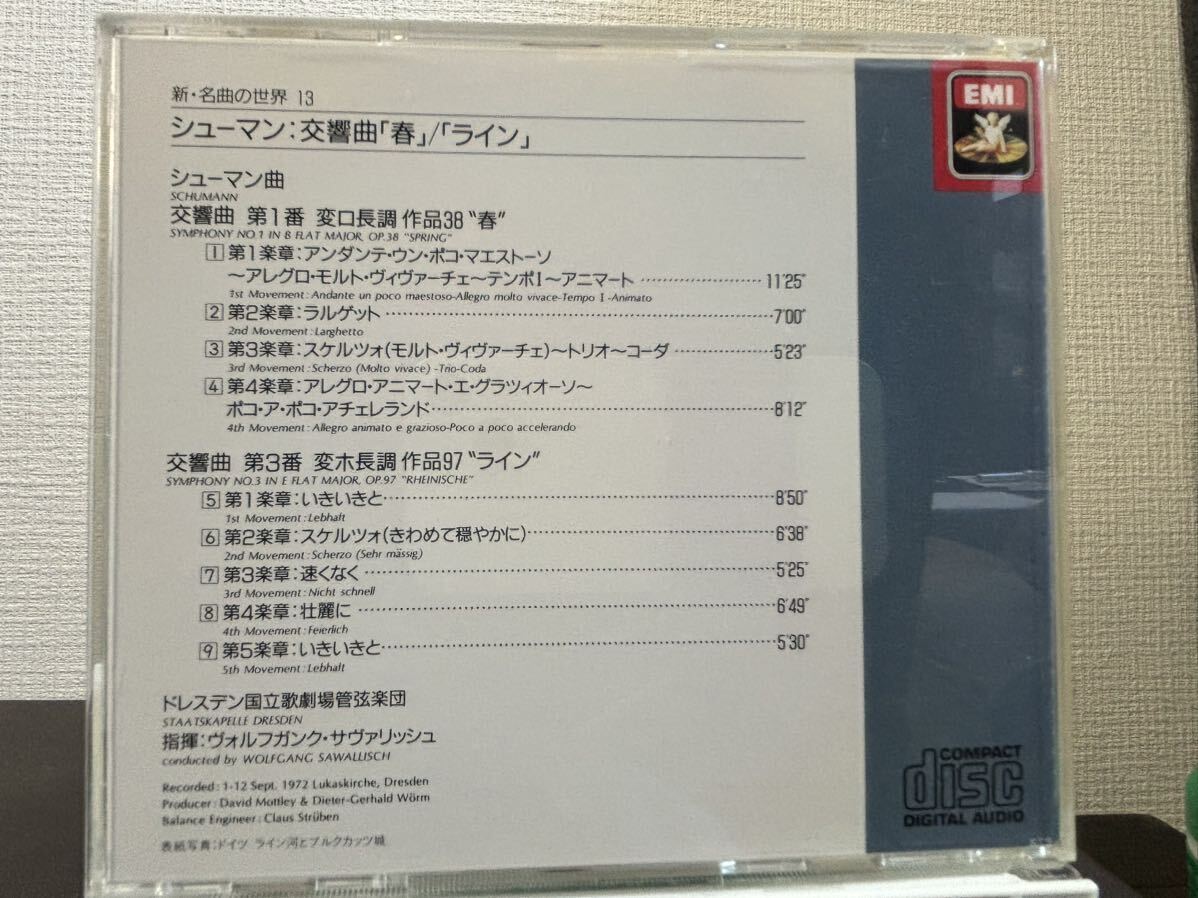 新・名曲の世界 13
シューマン:交響曲「春」/「ライン」
EMI
シューマン曲
SCHUMANN
交響曲 第1番 変ロ長調 作品38 "春"
SYMPHONY NO.1 IN B FLAT MAJOR, OP.38 "SPRING"
1 第1楽章:アンダンテ・ウン・ポコ・マエストーソ
〜アレグロ・モルト・ヴィヴァーチェ〜テンポI〜アニマート 11'25"
1st Movement: Andante un poco maestoso-Allegro molto vivace-Tempo I -Animato
2 第2楽章:ラルゲット 7'00"
2nd Movement: Larghetto
3 第3楽章:スケルツォ(モルト・ヴィヴァーチェ)〜トリオ〜コーダ 5'23"
3rd Movement: Scherzo (Molto vivace) -Trio-Coda
4 第4楽章:アレグロ・アニマート・エ・グラツィオーソ〜
ポコ・ア・ポコ・アチェレランド 8'12"
4th Movement: Allegro animato e grazioso-Poco a poco accelerando
交響曲 第3番 変ホ長調 作品97 "ライン"
SYMPHONY NO.3 IN E FLAT MAJOR, OP.97 "RHEINISCHE"
5 第1楽章:いきいきと 8'50"
1st Movement: Lebhaft
6 第2楽章:スケルツォ(きわめて穏やかに) 6'38"
2nd Movement: Scherzo (Sehr mässig)
7 第3楽章:速くなく 5'25"
3rd Movement: Nicht schnell
8 第4楽章:壮麗に 6'49"
4th Movement: Feierlich
9 第5楽章:いきいきと 5'30"
5th Movement: Lebhaft
ドレスデン国立歌劇場管弦楽団
STAATSKAPELLE DRESDEN
指揮:ヴォルフガンク・サヴァリッシュ
conducted by WOLFGANG SAWALLISCH
Recorded: 1-12 Sept. 1972 Lukaskirche, Dresden
Producer: David Mottley & Dieter-Gerhald Wörm
Balance Engineer: Claus Strüben
表紙写真:ドイツ ライン河とブルクカッツ城
COMPACT
disc
DIGITAL AUDIO